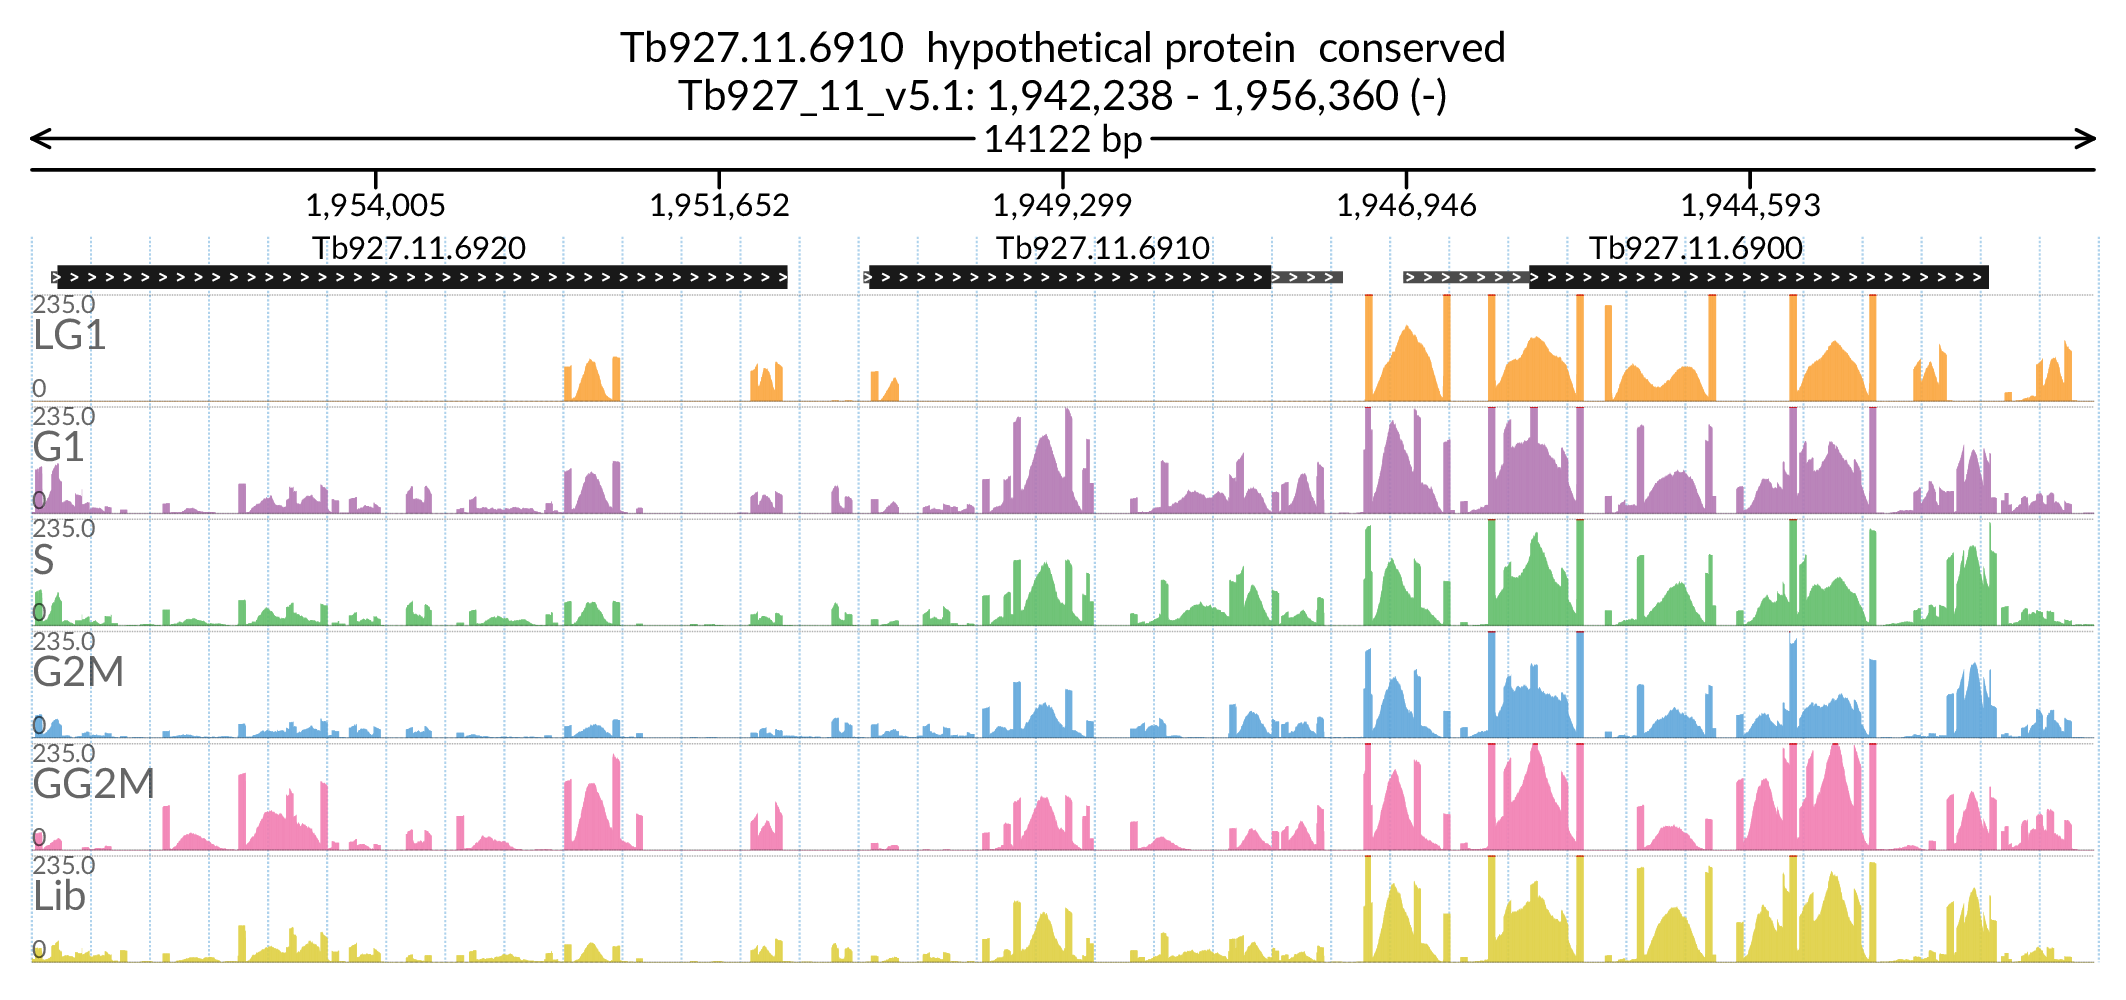 Tb927.11.6910  hypothetical protein  conserved
Tb927_11_v5.1: 1,942,238 - 1,956,360 (-)
14122 bp
1,954,005 1,951,652 1,949,299 1,946,946 1,944,593
Tb927.11.6920 Tb927.11.6910 Tb927.11.6900
235.0
LG1
0
235.0
G1
0
235.0
S
0
235.0
G2M
0
235.0
GG2M
0
235.0
Lib
0